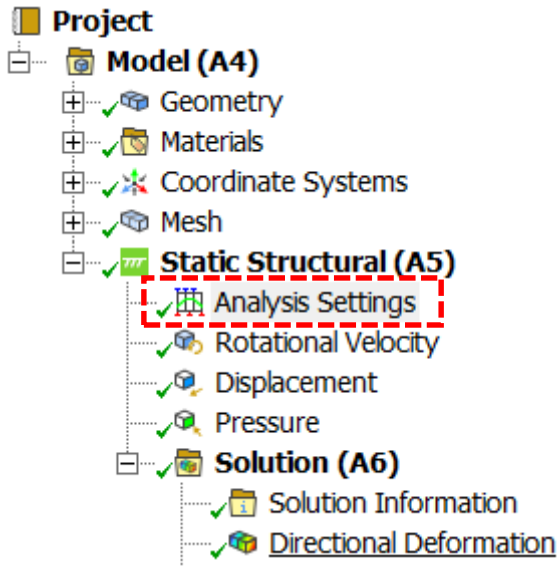 Project
Model (A4)
Geometry
Materials
Coordinate Systems
Mesh
Static Structural (A5)
Analysis Settings
Rotational Velocity
Displacement
Pressure
Solution (A6)
Solution Information
Directional Deformation